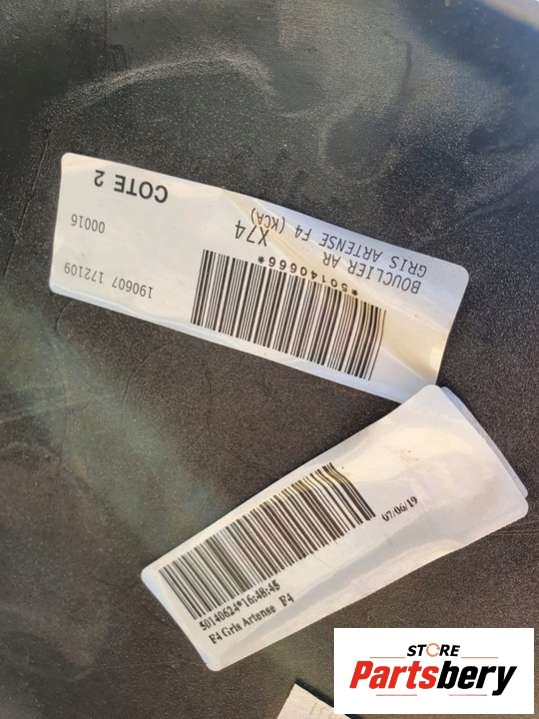 BOUCLIER AR
GRIS ARTENSE F4 (KCA)
X74
*50140666*
COTE 2
00016
190607 172109
07/06/19
50140624*16:48:45
F4 Gris Artense F4
STORE
Partsbery